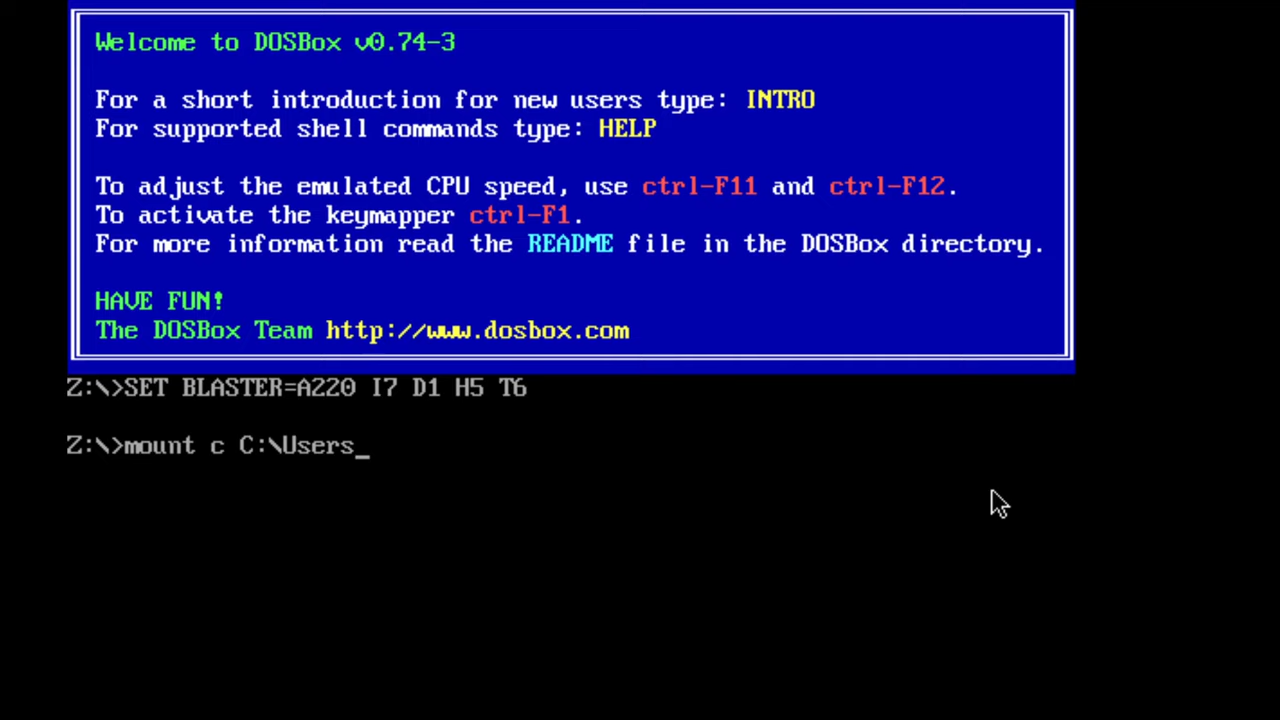 Welcome to DOSBox v0.74-3
For a short introduction for new users type: INTRO
For supported shell commands type: HELP
To adjust the emulated CPU speed, use ctrl-F11 and ctrl-F12.
To activate the keymapper ctrl-F1.
For more information read the README file in the DOSBox directory.
HAVE FUN!
The DOSBox Team http://www.dosbox.com
Z:\>SET BLASTER=A220 I7 D1 H5 T6
Z:\>mount c C:\Users_